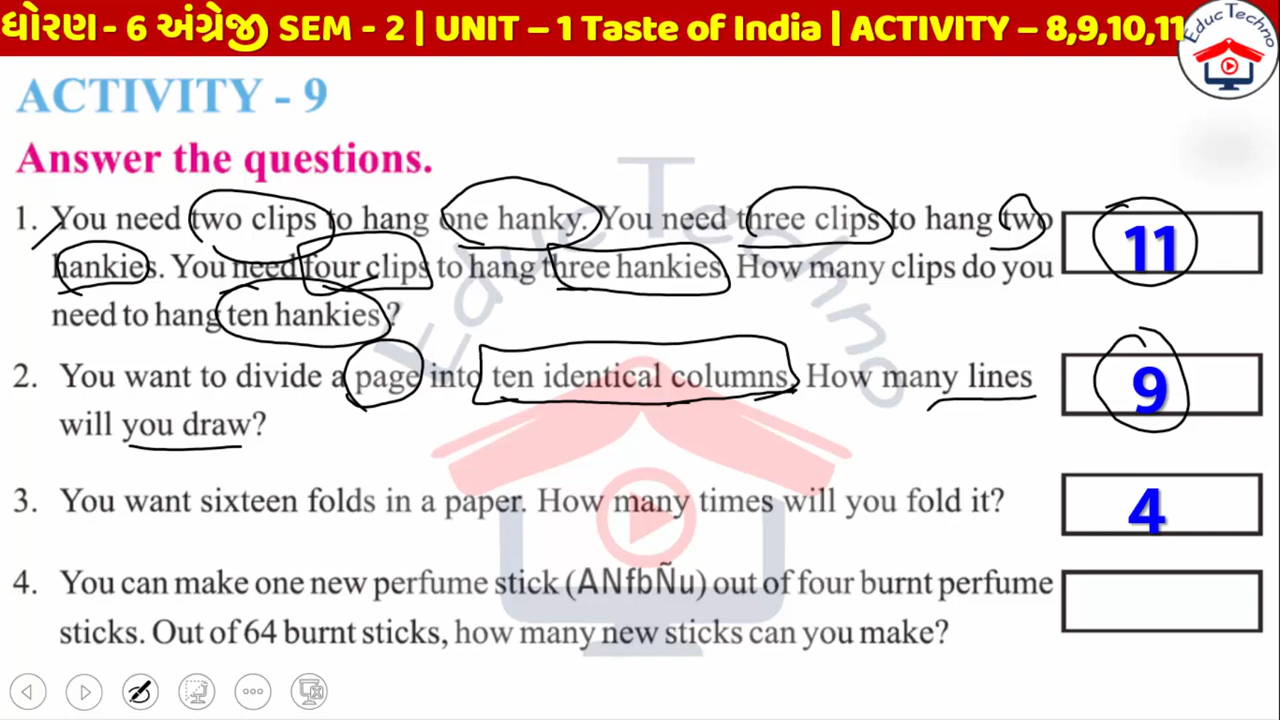 ધોરણ - 6 અંગ્રેજી SEM - 2 | UNIT – 1 Taste of India | ACTIVITY – 8,9,10,11
Educ Techno
ACTIVITY - 9
Answer the questions.
1. You need two clips to hang one hanky. You need three clips to hang two
hankies. You need four clips to hang three hankies. How many clips do you
need to hang ten hankies?
11
2. You want to divide a page into ten identical columns. How many lines
will you draw?
9
3. You want sixteen folds in a paper. How many times will you fold it?
4
4. You can make one new perfume stick (ANfbÑu) out of four burnt perfume
sticks. Out of 64 burnt sticks, how many new sticks can you make?
Educ Techno